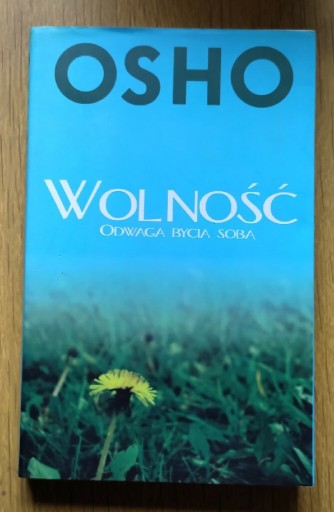 OSHO
WOLNOŚĆ
ODWAGA BYCIA SOBĄ